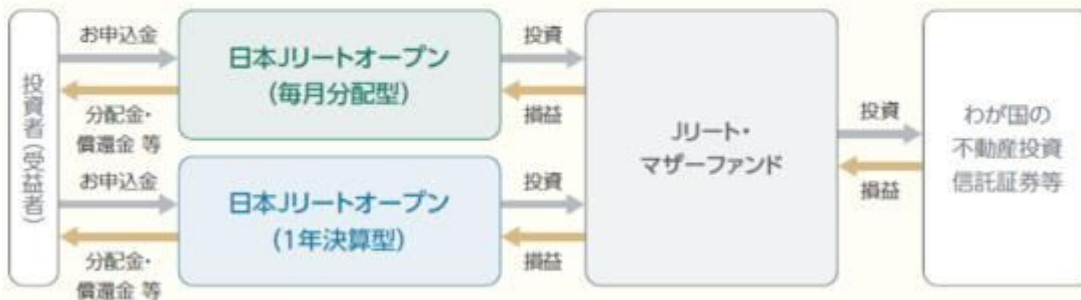 投資者(受益者)
お申込金
分配金・
償還金 等
日本Jリートオープン
(毎月分配型)
投資
損益
お申込金
分配金・
償還金 等
日本Jリートオープン
(1年決算型)
投資
損益
Jリート・
マザーファンド
投資
損益
わが国の
不動産投資
信託証券等